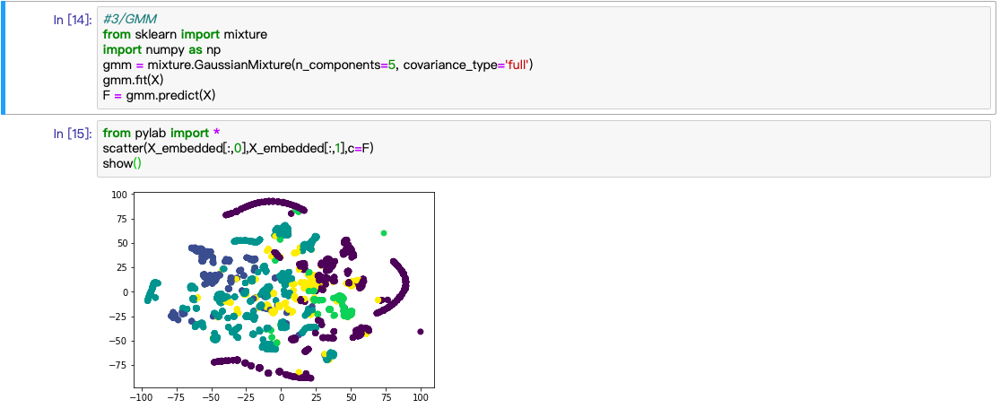 In [14]:
#3/GMM
from sklearn import mixture
import numpy as np
gmm = mixture.GaussianMixture(n_components=5, covariance_type='full')
gmm.fit(X)
F = gmm.predict(X)
In [15]:
from pylab import *
scatter(X_embedded[:,0],X_embedded[:,1],c=F)
show()
100
75
50
25
0
−25
−50
−75
−100 −75 −50 −25 0 25 50 75 100